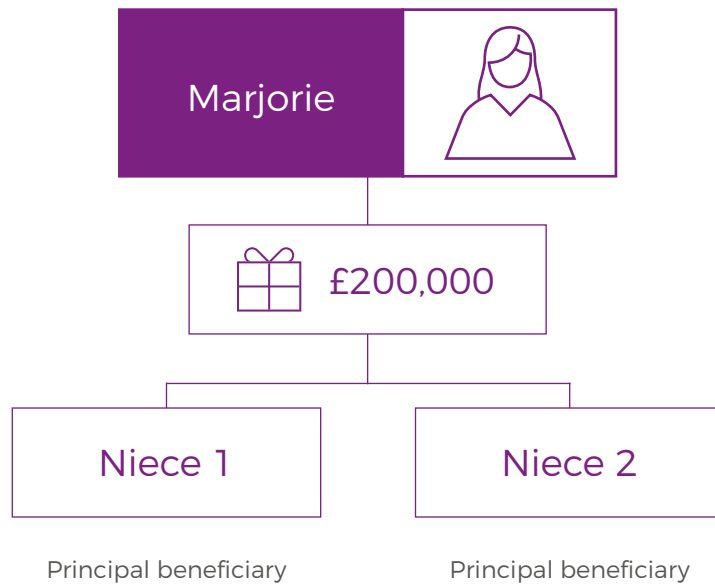 Marjorie
£200,000
Niece 1
Niece 2
Principal beneficiary
Principal beneficiary